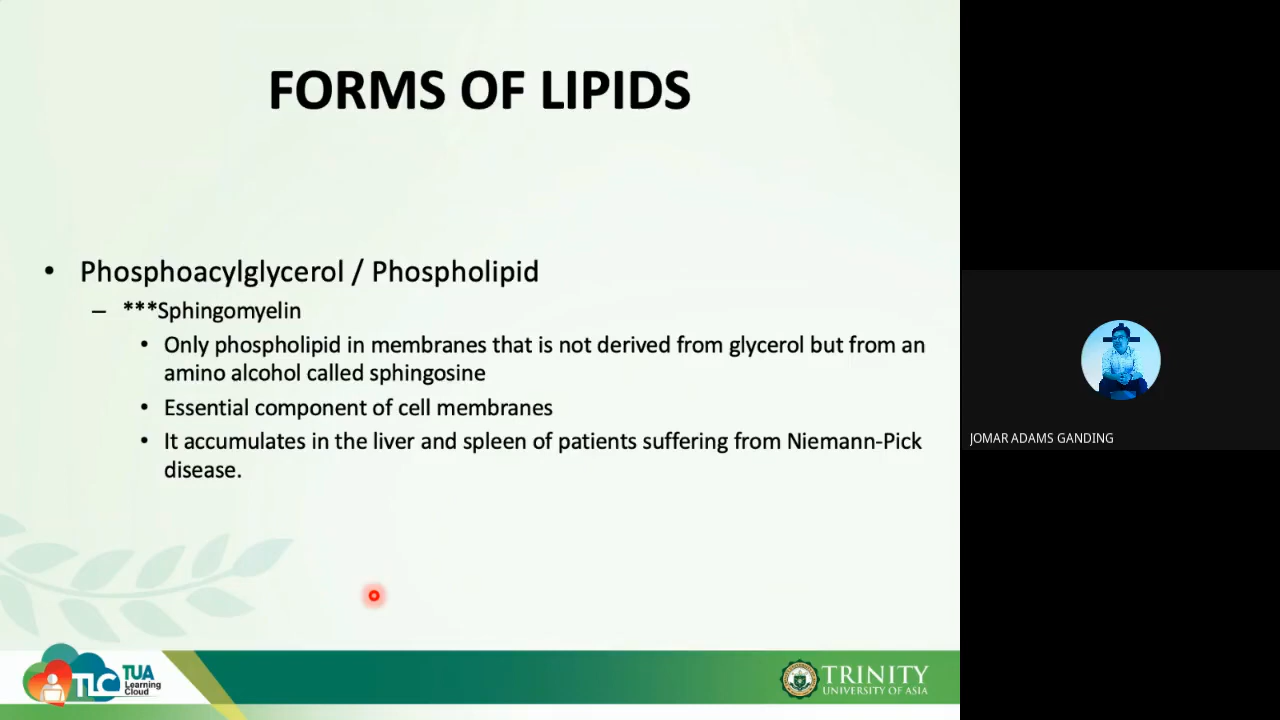 FORMS OF LIPIDS
• Phosphoacylglycerol / Phospholipid
– ***Sphingomyelin
• Only phospholipid in membranes that is not derived from glycerol but from an
amino alcohol called sphingosine
• Essential component of cell membranes
• It accumulates in the liver and spleen of patients suffering from Niemann-Pick
disease.
JOMAR ADAMS GANDING
TLC
TUA
Learning
Cloud
TRINITY
UNIVERSITY OF ASIA